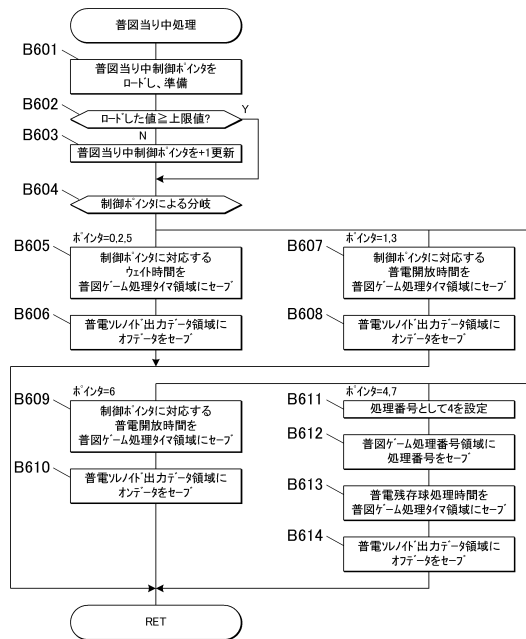 普図当り中処理
B601
普図当り中制御ポインタを
ロードし、準備
B602
ロードした値≧上限値?
Y
N
B603
普図当り中制御ポインタを+1更新
B604
制御ポインタによる分岐
ポインタ=0,2,5
B605
制御ポインタに対応する
ウェイト時間を
普図ゲーム処理タイマ領域にセーブ
B606
普電ソレノイド出力データ領域に
オフデータをセーブ
ポインタ=1,3
B607
制御ポインタに対応する
普電開放時間を
普図ゲーム処理タイマ領域にセーブ
B608
普電ソレノイド出力データ領域に
オンデータをセーブ
ポインタ=6
B609
制御ポインタに対応する
普電開放時間を
普図ゲーム処理タイマ領域にセーブ
B610
普電ソレノイド出力データ領域に
オンデータをセーブ
ポインタ=4,7
B611
処理番号として4を設定
B612
普図ゲーム処理番号領域に
処理番号をセーブ
B613
普電残存球処理時間を
普図ゲーム処理タイマ領域にセーブ
B614
普電ソレノイド出力データ領域に
オフデータをセーブ
RET